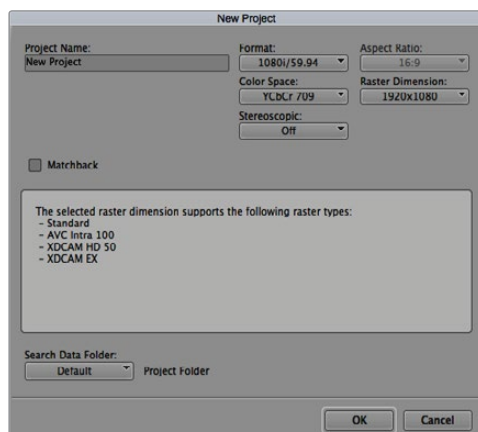 New Project
Project Name:
New Project
Format:
1080i/59.94
Aspect Ratio:
16:9
Color Space:
YCbCr 709
Raster Dimension:
1920x1080
Stereoscopic:
Off
Matchback
The selected raster dimension supports the following raster types:
- Standard
- AVC Intra 100
- XDCAM HD 50
- XDCAM EX
Search Data Folder:
Default
Project Folder
OK
Cancel